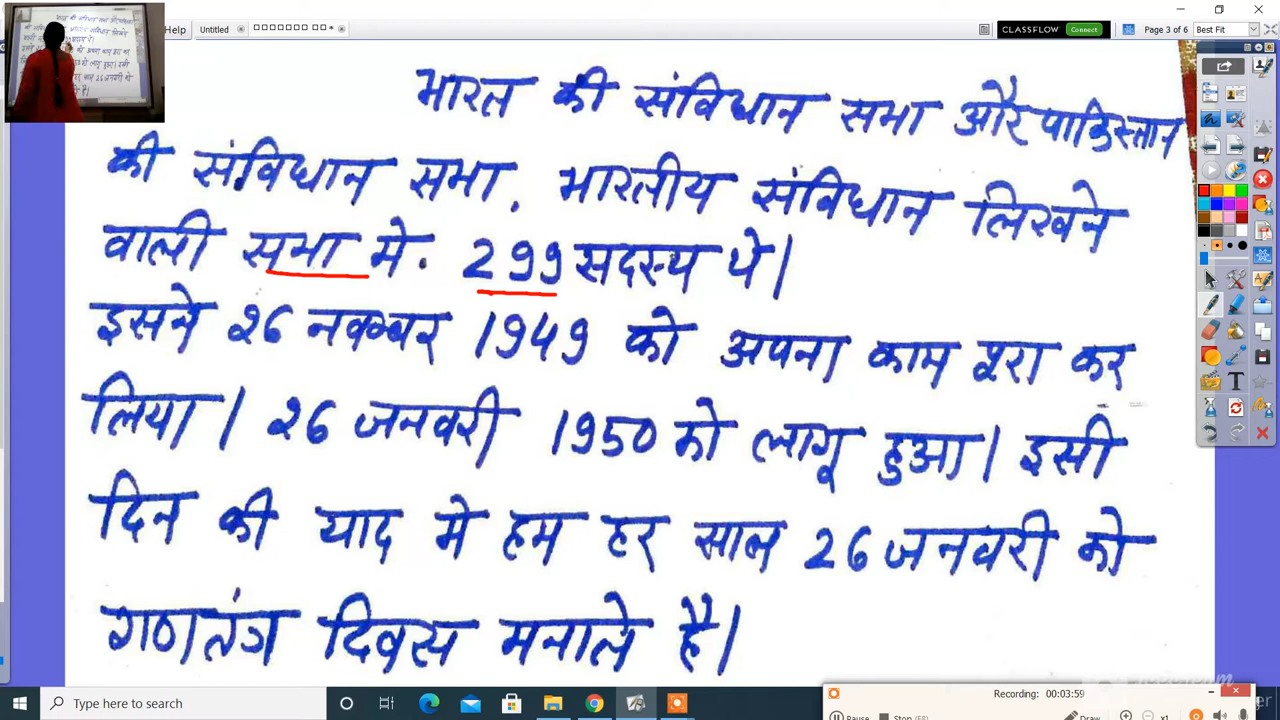 Help
Untitled
CLASSFLOW Connect
Page 3 of 6
Best Fit
भारत की संविधान सभा और पाकिस्तान
की संविधान सभा. भारतीय संविधान लिखने
वाली सभा मे. 299 सदस्य थे।
इसने 26 नवम्बर 1949 को अपना काम पूरा कर
लिया। 26 जनवरी 1950 को लागू हुआ। इसी
दिन की याद मे हम हर साल 26 जनवरी को
गणतंत्र दिवस मनाते है।
Recording: 00:03:59
Pause Stop (F8) Draw x1
Type here to search